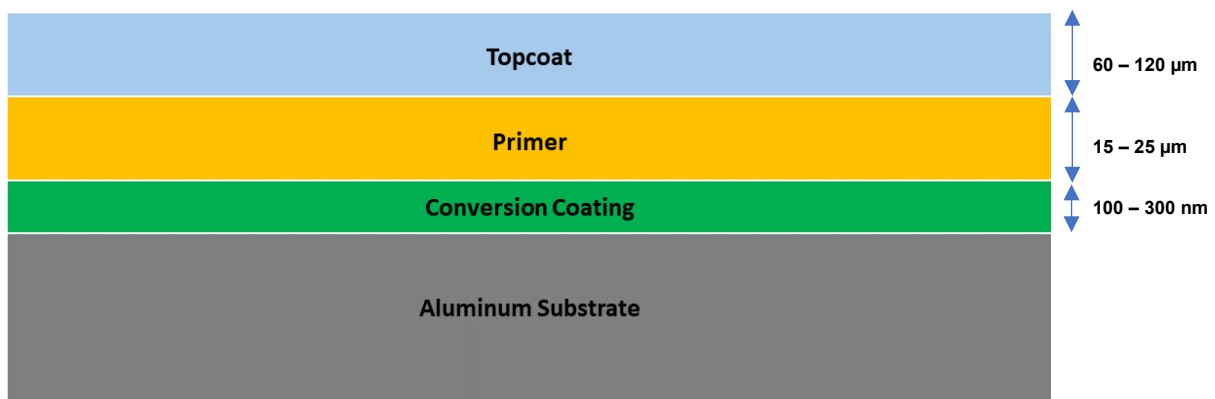 Topcoat
60 – 120 µm
Primer
15 – 25 µm
Conversion Coating
100 – 300 nm
Aluminum Substrate